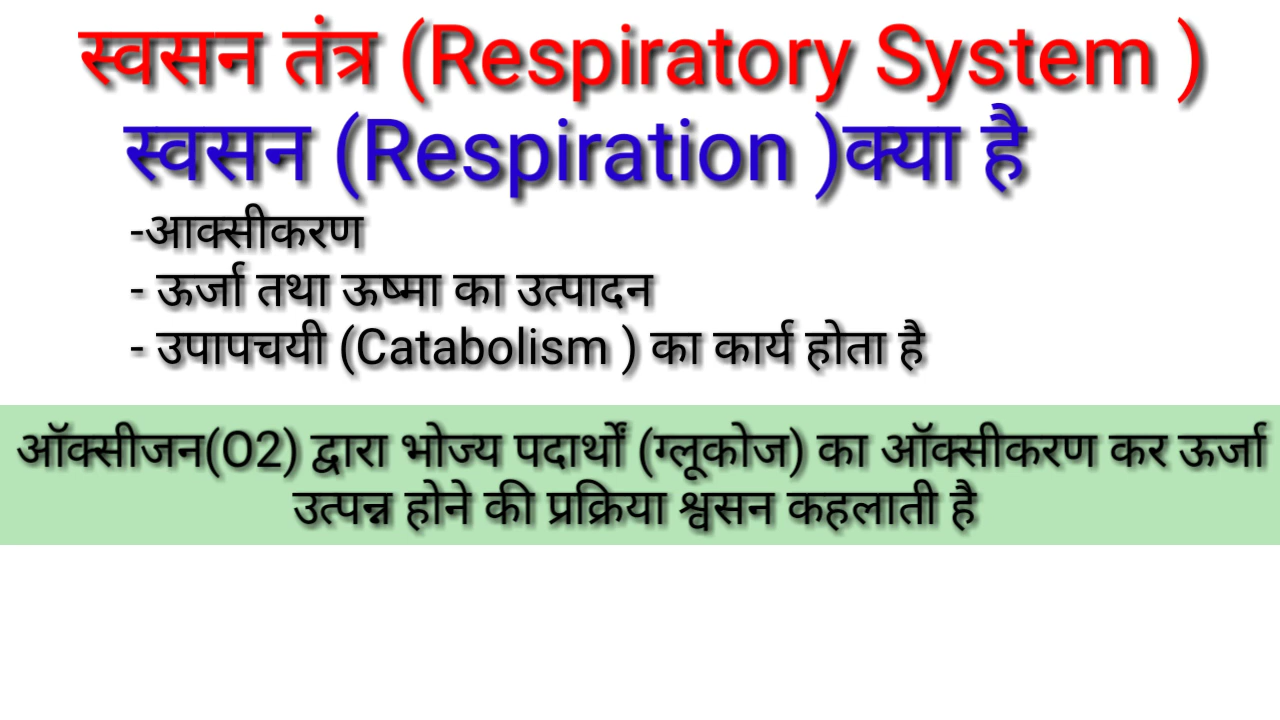 स्वसन तंत्र (Respiratory System )
स्वसन (Respiration )क्या है
-आक्सीकरण
- ऊर्जा तथा ऊष्मा का उत्पादन
- उपापचयी (Catabolism ) का कार्य होता है
ऑक्सीजन(O2) द्वारा भोज्य पदार्थों (ग्लूकोज) का ऑक्सीकरण कर ऊर्जा
उत्पन्न होने की प्रक्रिया श्वसन कहलाती है